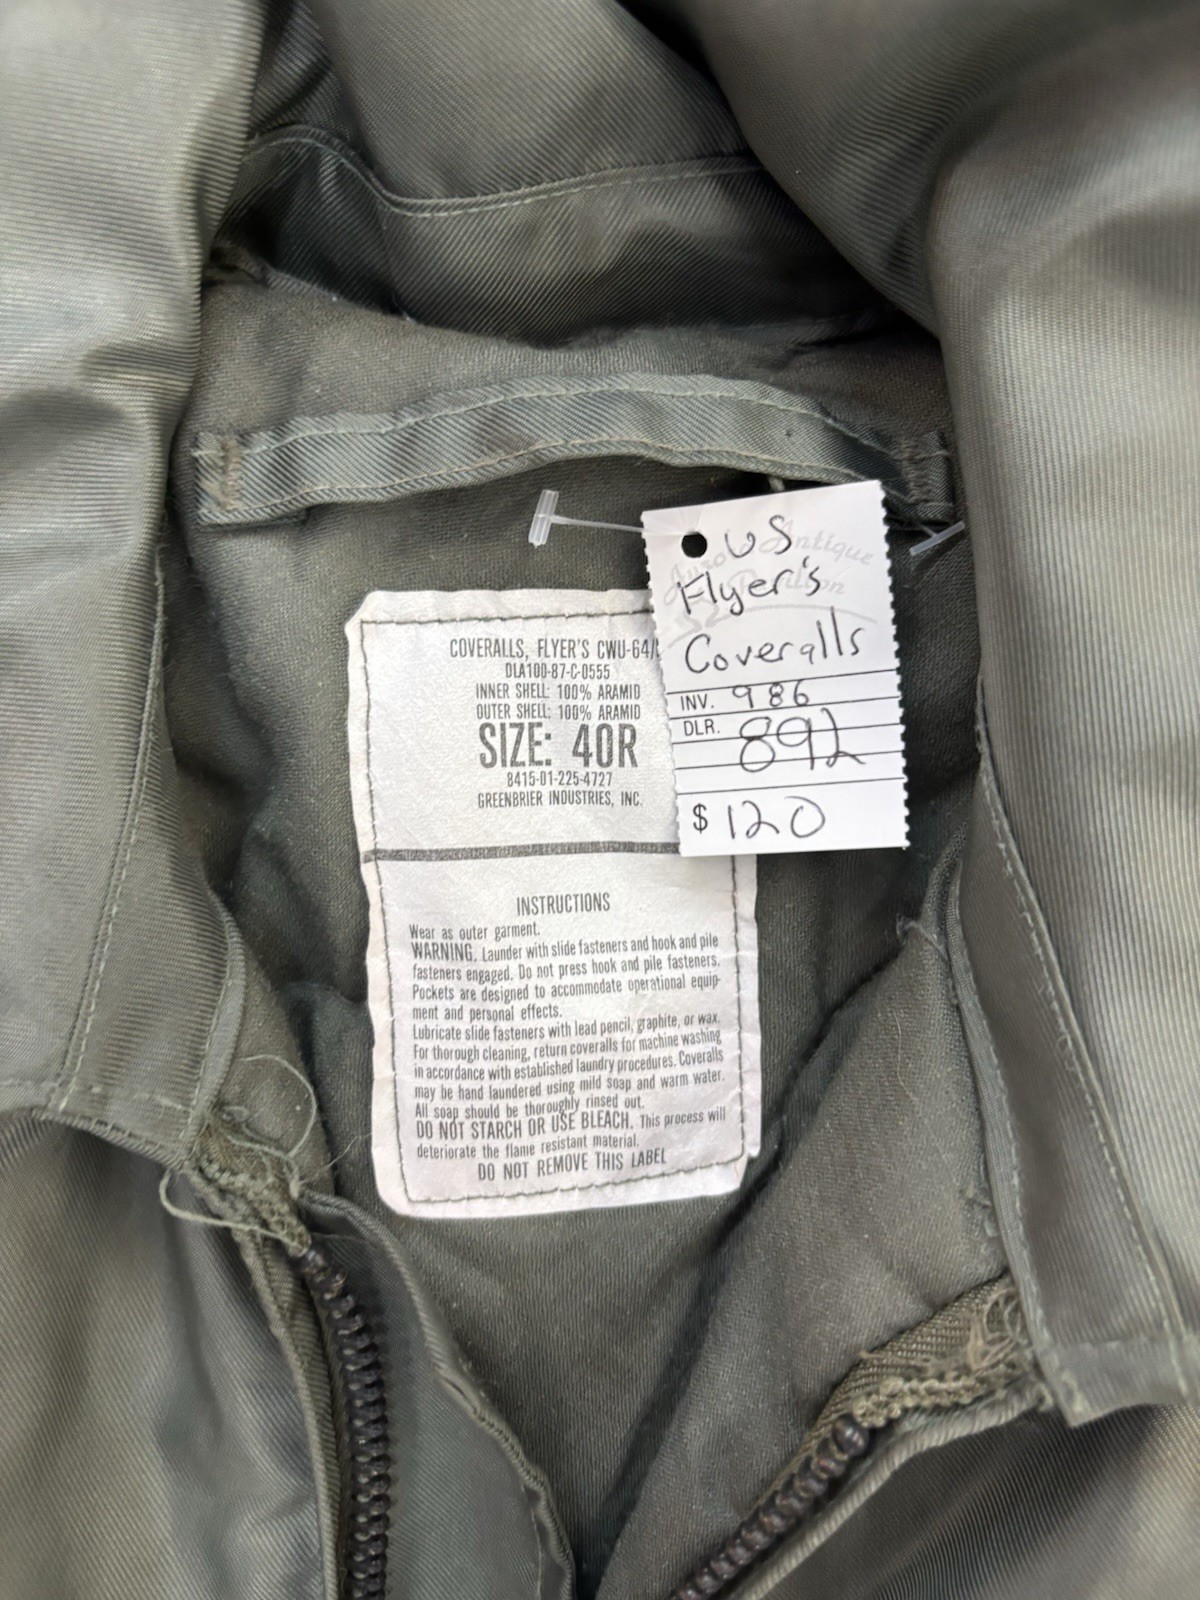 US
Flyer's
Coveralls
INV. 986
DLR. 892
$ 120
Antique
COVERALLS, FLYER'S CWU-64/
DLA100-87-C-0555
INNER SHELL: 100% ARAMID
OUTER SHELL: 100% ARAMID
SIZE: 40R
8415-01-225-4727
GREENBRIER INDUSTRIES, INC.
INSTRUCTIONS
Wear as outer garment.
WARNING. Launder with slide fasteners and hook and pile
fasteners engaged. Do not press hook and pile fasteners.
Pockets are designed to accommodate operational equip-
ment and personal effects.
Lubricate slide fasteners with lead pencil, graphite, or wax.
For thorough cleaning, return coveralls for machine washing
in accordance with established laundry procedures. Coveralls
may be hand laundered using mild soap and warm water.
All soap should be thoroughly rinsed out.
DO NOT STARCH OR USE BLEACH. This process will
deteriorate the flame resistant material.
DO NOT REMOVE THIS LABEL